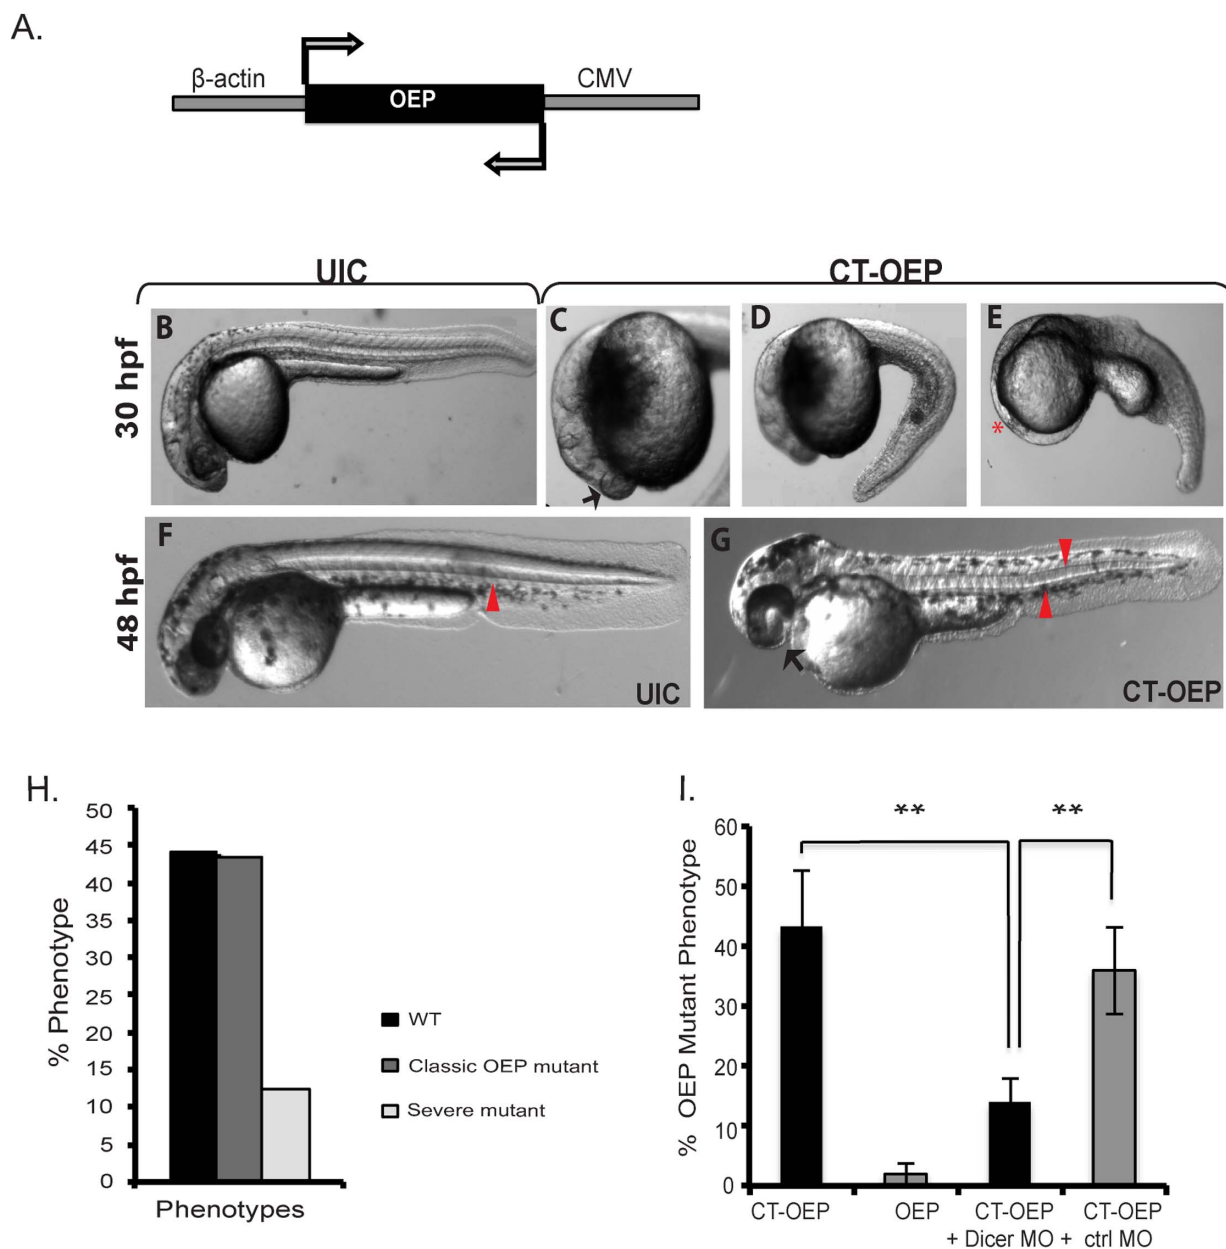 A.
β-actin
OEP
CMV
UIC
CT-OEP
30 hpf
B
C
D
E
*
48 hpf
F
UIC
G
CT-OEP
H.
% Phenotype
50
45
40
35
30
25
20
15
10
5
0
Phenotypes
WT
Classic OEP mutant
Severe mutant
I.
% OEP Mutant Phenotype
60
50
40
30
20
10
0
** **
CT-OEP OEP CT-OEP CT-OEP
+ Dicer MO + ctrl MO